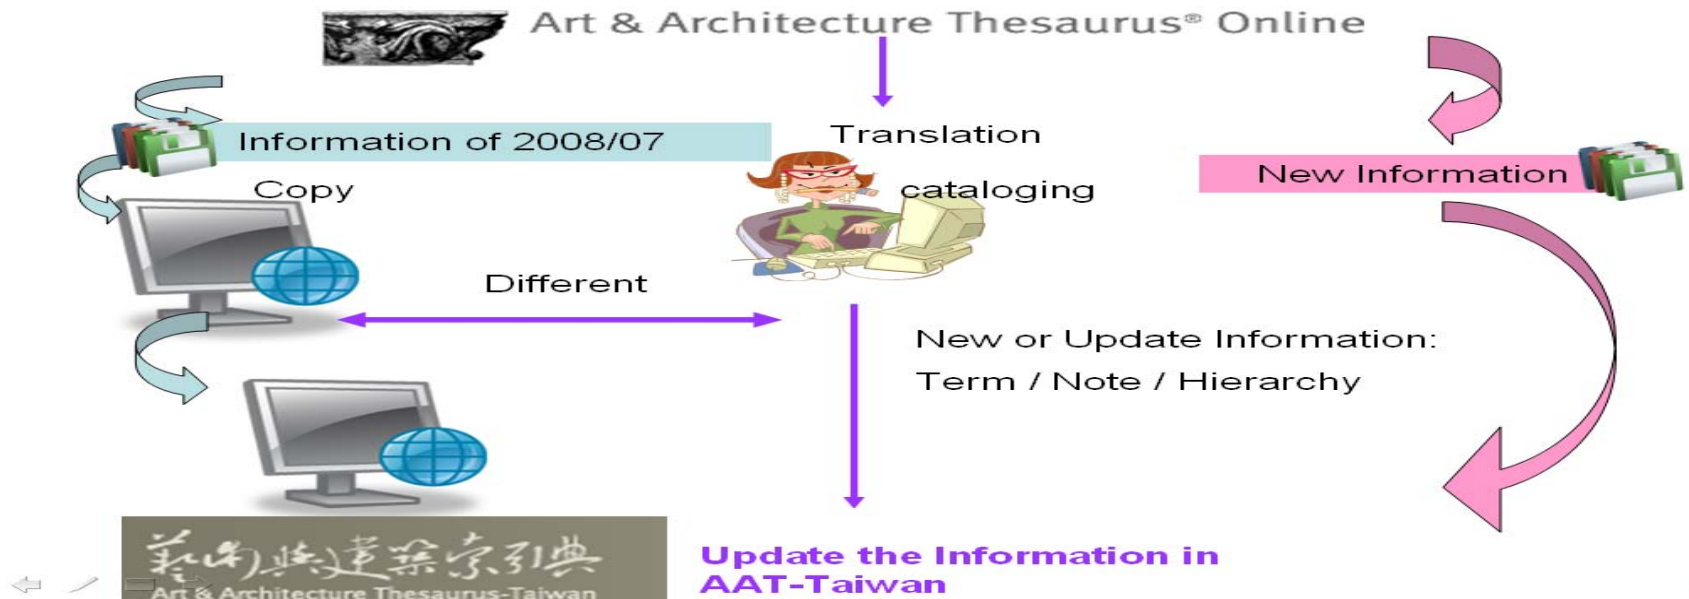 Art & Architecture Thesaurus® Online
Information of 2008/07
Copy
Translation
cataloging
New Information
Different
New or Update Information:
Term / Note / Hierarchy
藝術與建築索引典
Art & Architecture Thesaurus-Taiwan
Update the Information in
AAT-Taiwan